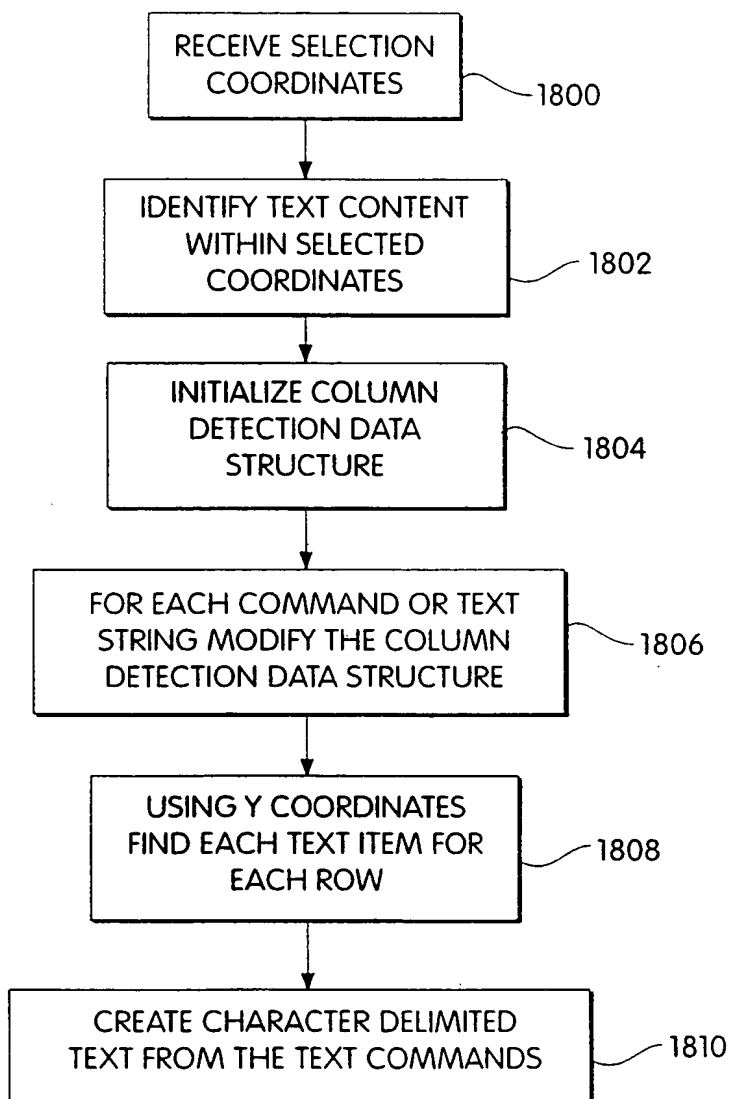 RECEIVE SELECTION
COORDINATES
1800
IDENTIFY TEXT CONTENT
WITHIN SELECTED
COORDINATES
1802
INITIALIZE COLUMN
DETECTION DATA
STRUCTURE
1804
FOR EACH COMMAND OR TEXT
STRING MODIFY THE COLUMN
DETECTION DATA STRUCTURE
1806
USING Y COORDINATES
FIND EACH TEXT ITEM FOR
EACH ROW
1808
CREATE CHARACTER DELIMITED
TEXT FROM THE TEXT COMMANDS
1810